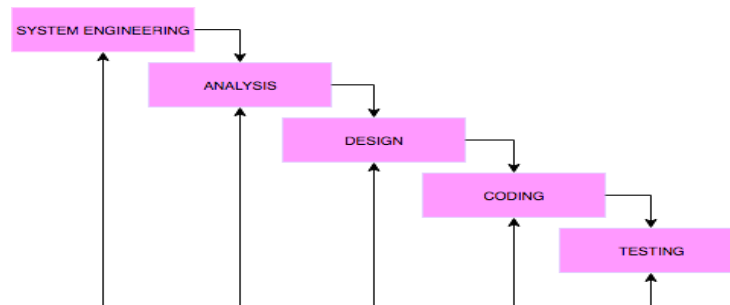 SYSTEM ENGINEERING
ANALYSIS
DESIGN
CODING
TESTING